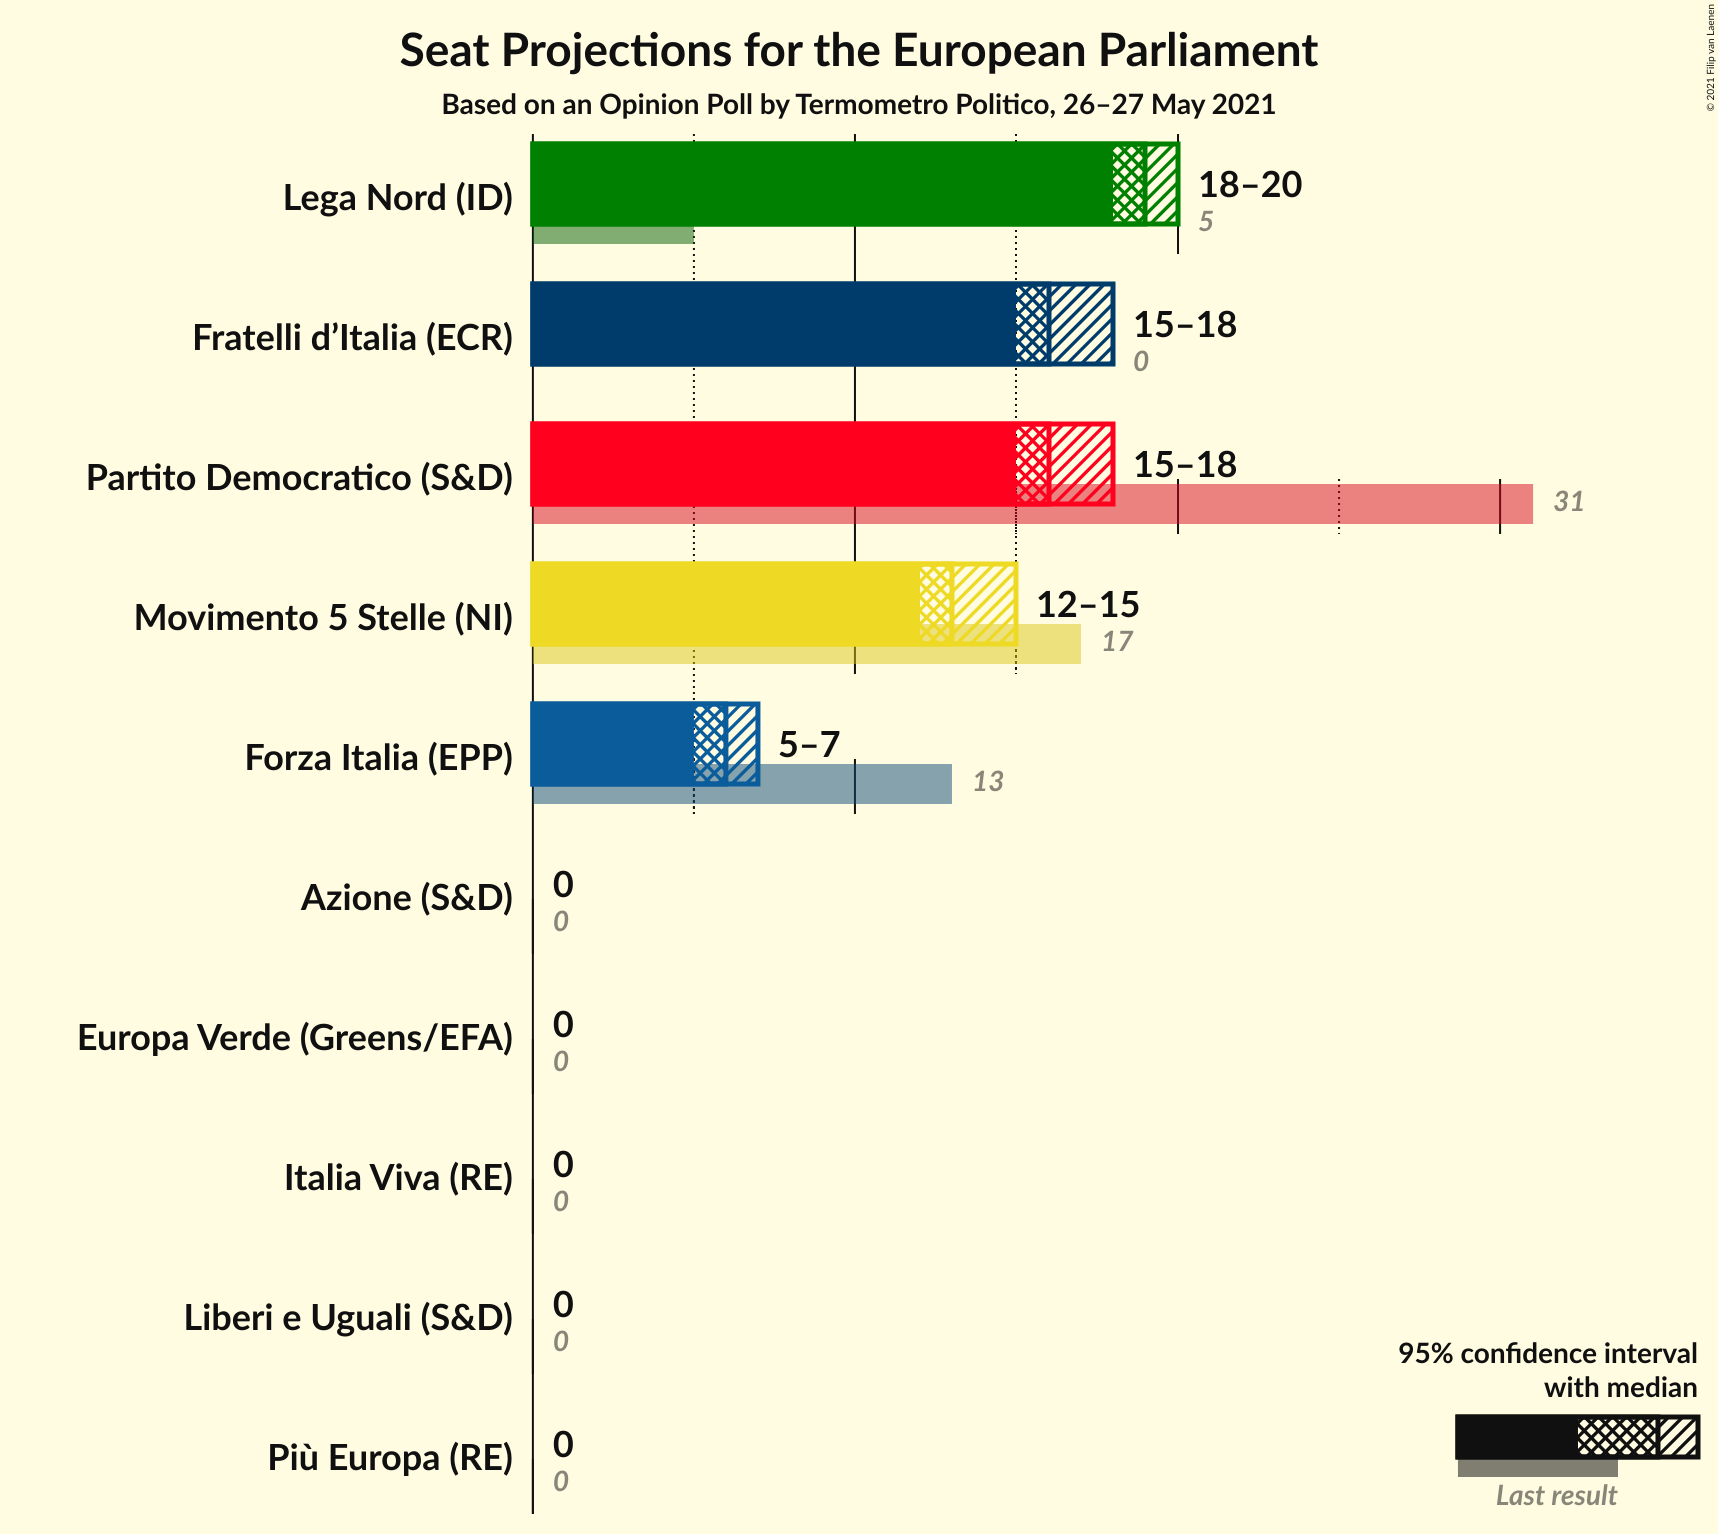 Seat Projections for the European Parliament
Based on an Opinion Poll by Termometro Politico, 26–27 May 2021
© 2021 Filip van Laenen
Lega Nord (ID)
18–20
5
Fratelli d’Italia (ECR)
15–18
0
Partito Democratico (S&D)
15–18
31
Movimento 5 Stelle (NI)
12–15
17
Forza Italia (EPP)
5–7
13
Azione (S&D)
0
0
Europa Verde (Greens/EFA)
0
0
Italia Viva (RE)
0
0
Liberi e Uguali (S&D)
0
0
Più Europa (RE)
0
0
95% confidence interval
with median
Last result